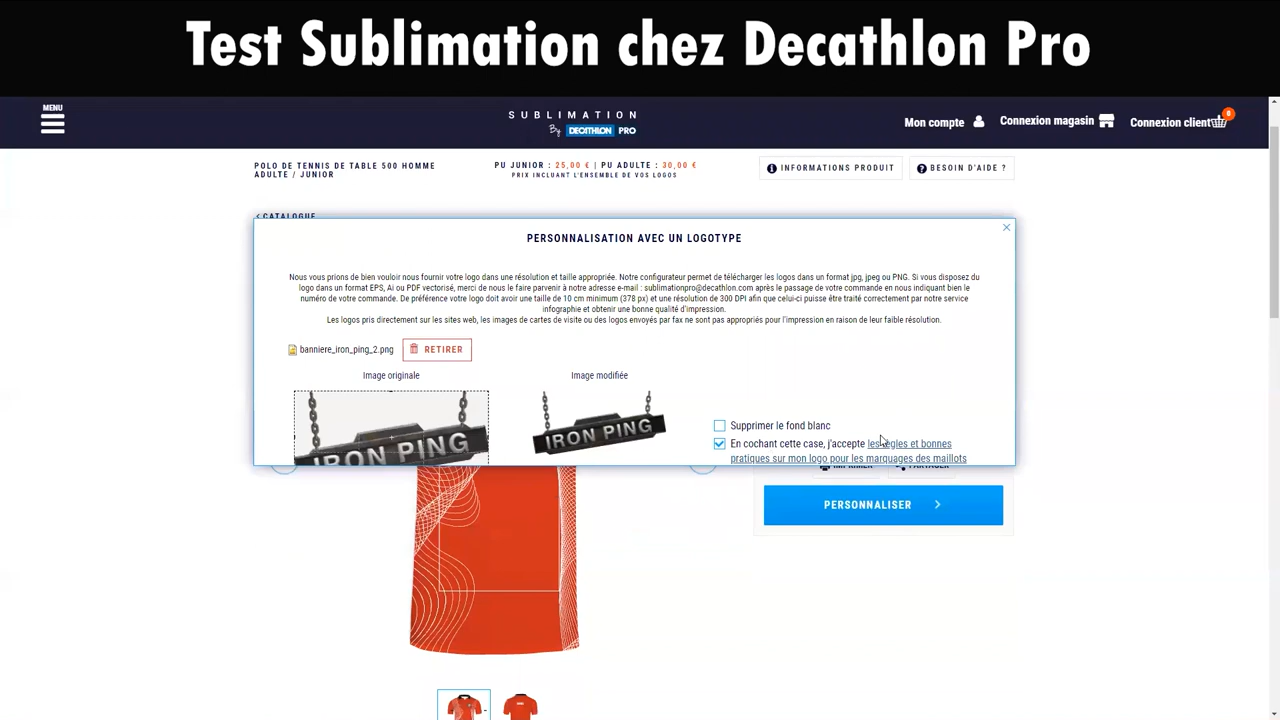 Test Sublimation chez Decathlon Pro
MENU
SUBLIMATION
By DECATHLON PRO
Mon compte
Connexion magasin
Connexion client
0
POLO DE TENNIS DE TABLE 500 HOMME
ADULTE / JUNIOR
PU JUNIOR : 25,00 € | PU ADULTE : 30,00 €
PRIX INCLUANT L'ENSEMBLE DE VOS LOGOS
INFORMATIONS PRODUIT
BESOIN D'AIDE ?
< CATALOGUE
PERSONNALISATION AVEC UN LOGOTYPE
Nous vous prions de bien vouloir nous fournir votre logo dans une résolution et taille appropriée. Notre configurateur permet de télécharger les logos dans un format jpg, jpeg ou PNG. Si vous disposez du
logo dans un format EPS, Ai ou PDF vectorisé, merci de nous le faire parvenir à notre adresse e-mail : sublimationpro@decathlon.com après le passage de votre commande en nous indiquant bien le
numéro de votre commande. De préférence votre logo doit avoir une taille de 10 cm minimum (378 px) et une résolution de 300 DPI afin que celui-ci puisse être traité correctement par notre service
infographie et obtenir une bonne qualité d'impression.
Les logos pris directement sur les sites web, les images de cartes de visite ou des logos envoyés par fax ne sont pas appropriés pour l'impression en raison de leur faible résolution.
banniere_iron_ping_2.png
RETIRER
Image originale
Image modifiée
IRON PING
IRON PING
Supprimer le fond blanc
En cochant cette case, j'accepte les règles et bonnes
pratiques sur mon logo pour les marquages des maillots
IMPRIMER
PARTAGER
PERSONNALISER